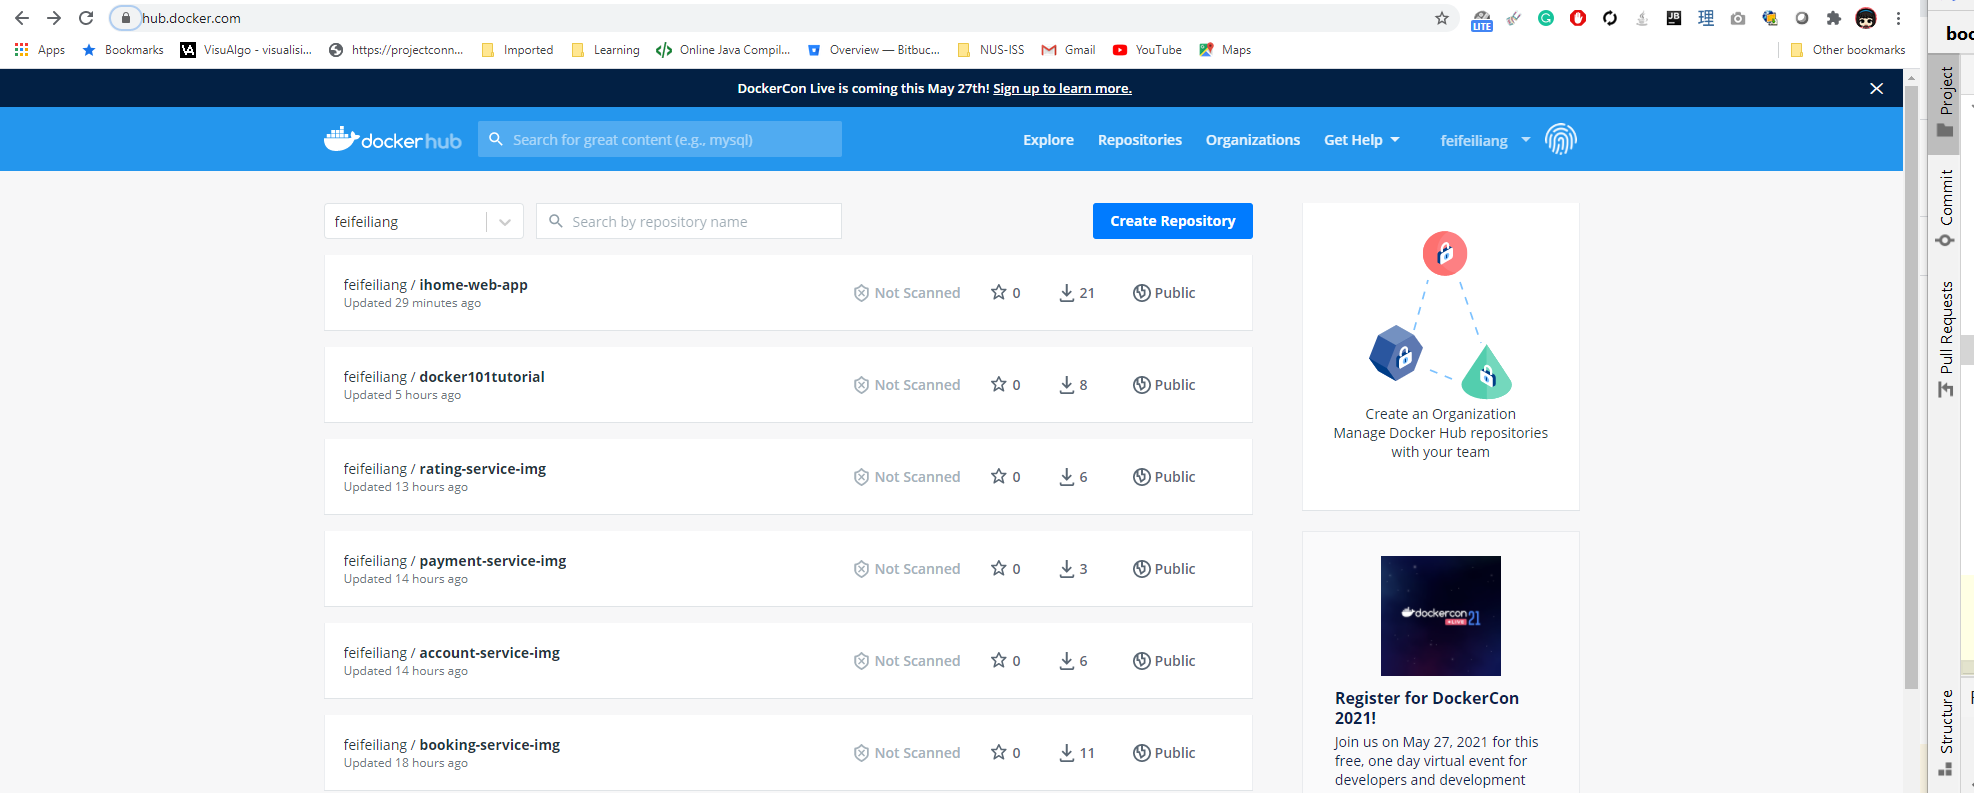 hub.docker.com
LITE
JB
理
Apps
Bookmarks
VisuAlgo - visualisi...
https://projectconn...
Imported
Learning
Online Java Compil...
Overview — Bitbuc...
NUS-ISS
Gmail
YouTube
Maps
Other bookmarks
DockerCon Live is coming this May 27th! Sign up to learn more.
docker hub
Search for great content (e.g., mysql)
Explore
Repositories
Organizations
Get Help
feifeiliang
feifeiliang
Search by repository name
Create Repository
feifeiliang / ihome-web-app
Updated 29 minutes ago
Not Scanned
0
21
Public
feifeiliang / docker101tutorial
Updated 5 hours ago
Not Scanned
0
8
Public
feifeiliang / rating-service-img
Updated 13 hours ago
Not Scanned
0
6
Public
feifeiliang / payment-service-img
Updated 14 hours ago
Not Scanned
0
3
Public
feifeiliang / account-service-img
Updated 14 hours ago
Not Scanned
0
6
Public
feifeiliang / booking-service-img
Updated 18 hours ago
Not Scanned
0
11
Public
Create an Organization
Manage Docker Hub repositories
with your team
dockercon
LIVE 21
Register for DockerCon
2021!
Join us on May 27, 2021 for this
free, one day virtual event for
developers and development
boo
Project
Commit
Pull Requests
Structure